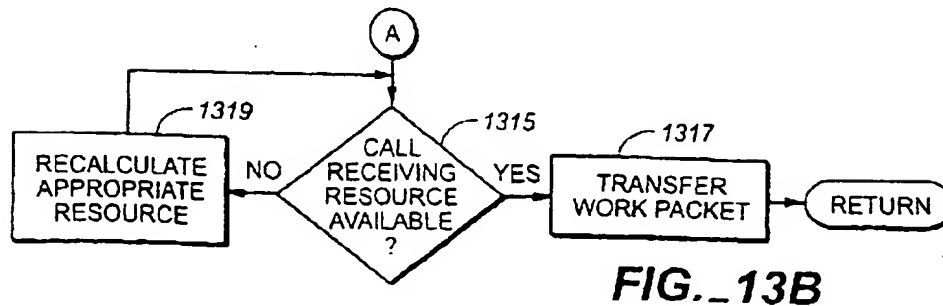 A
1319
RECALCULATE
APPROPRIATE
RESOURCE
NO
1315
CALL
RECEIVING
RESOURCE
AVAILABLE
?
YES
1317
TRANSFER
WORK PACKET
RETURN
FIG._13B